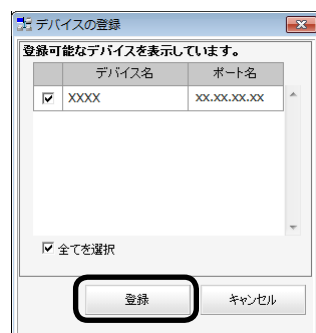 デバイスの登録
登録可能なデバイスを表示しています。
デバイス名 ポート名
XXXX XX.XX.XX.XX
全てを選択
登録 キャンセル